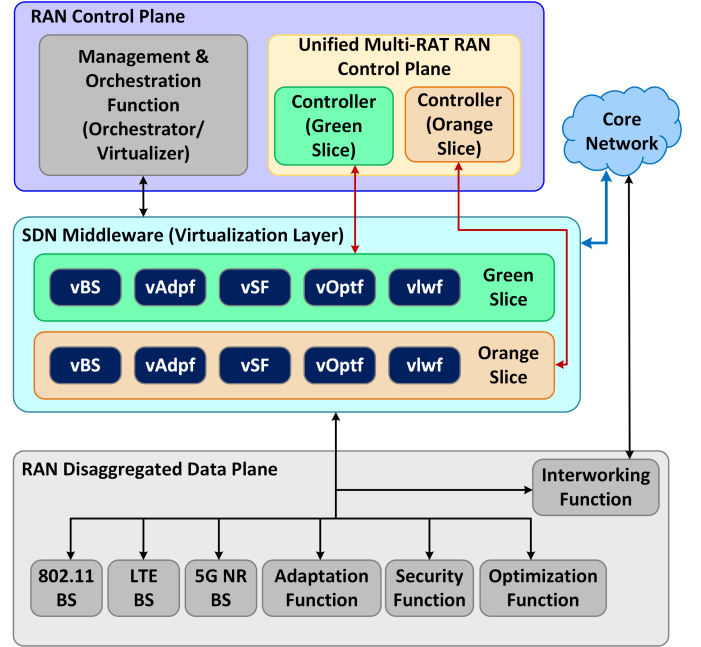 RAN Control Plane
Management &
Orchestration
Function
(Orchestrator/
Virtualizer)
Unified Multi-RAT RAN
Control Plane
Controller
(Green
Slice)
Controller
(Orange
Slice)
Core
Network
SDN Middleware (Virtualization Layer)
vBS
vAdpf
vSF
vOptf
vIwf
Green
Slice
vBS
vAdpf
vSF
vOptf
vIwf
Orange
Slice
RAN Disaggregated Data Plane
Interworking
Function
802.11
BS
LTE
BS
5G NR
BS
Adaptation
Function
Security
Function
Optimization
Function